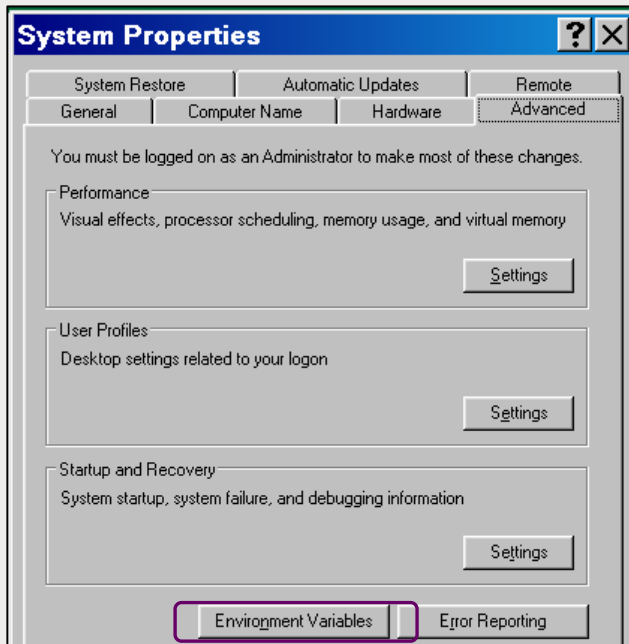 System Properties
System Restore Automatic Updates Remote
General Computer Name Hardware Advanced
You must be logged on as an Administrator to make most of these changes.
Performance
Visual effects, processor scheduling, memory usage, and virtual memory
Settings
User Profiles
Desktop settings related to your logon
Settings
Startup and Recovery
System startup, system failure, and debugging information
Settings
Environment Variables Error Reporting